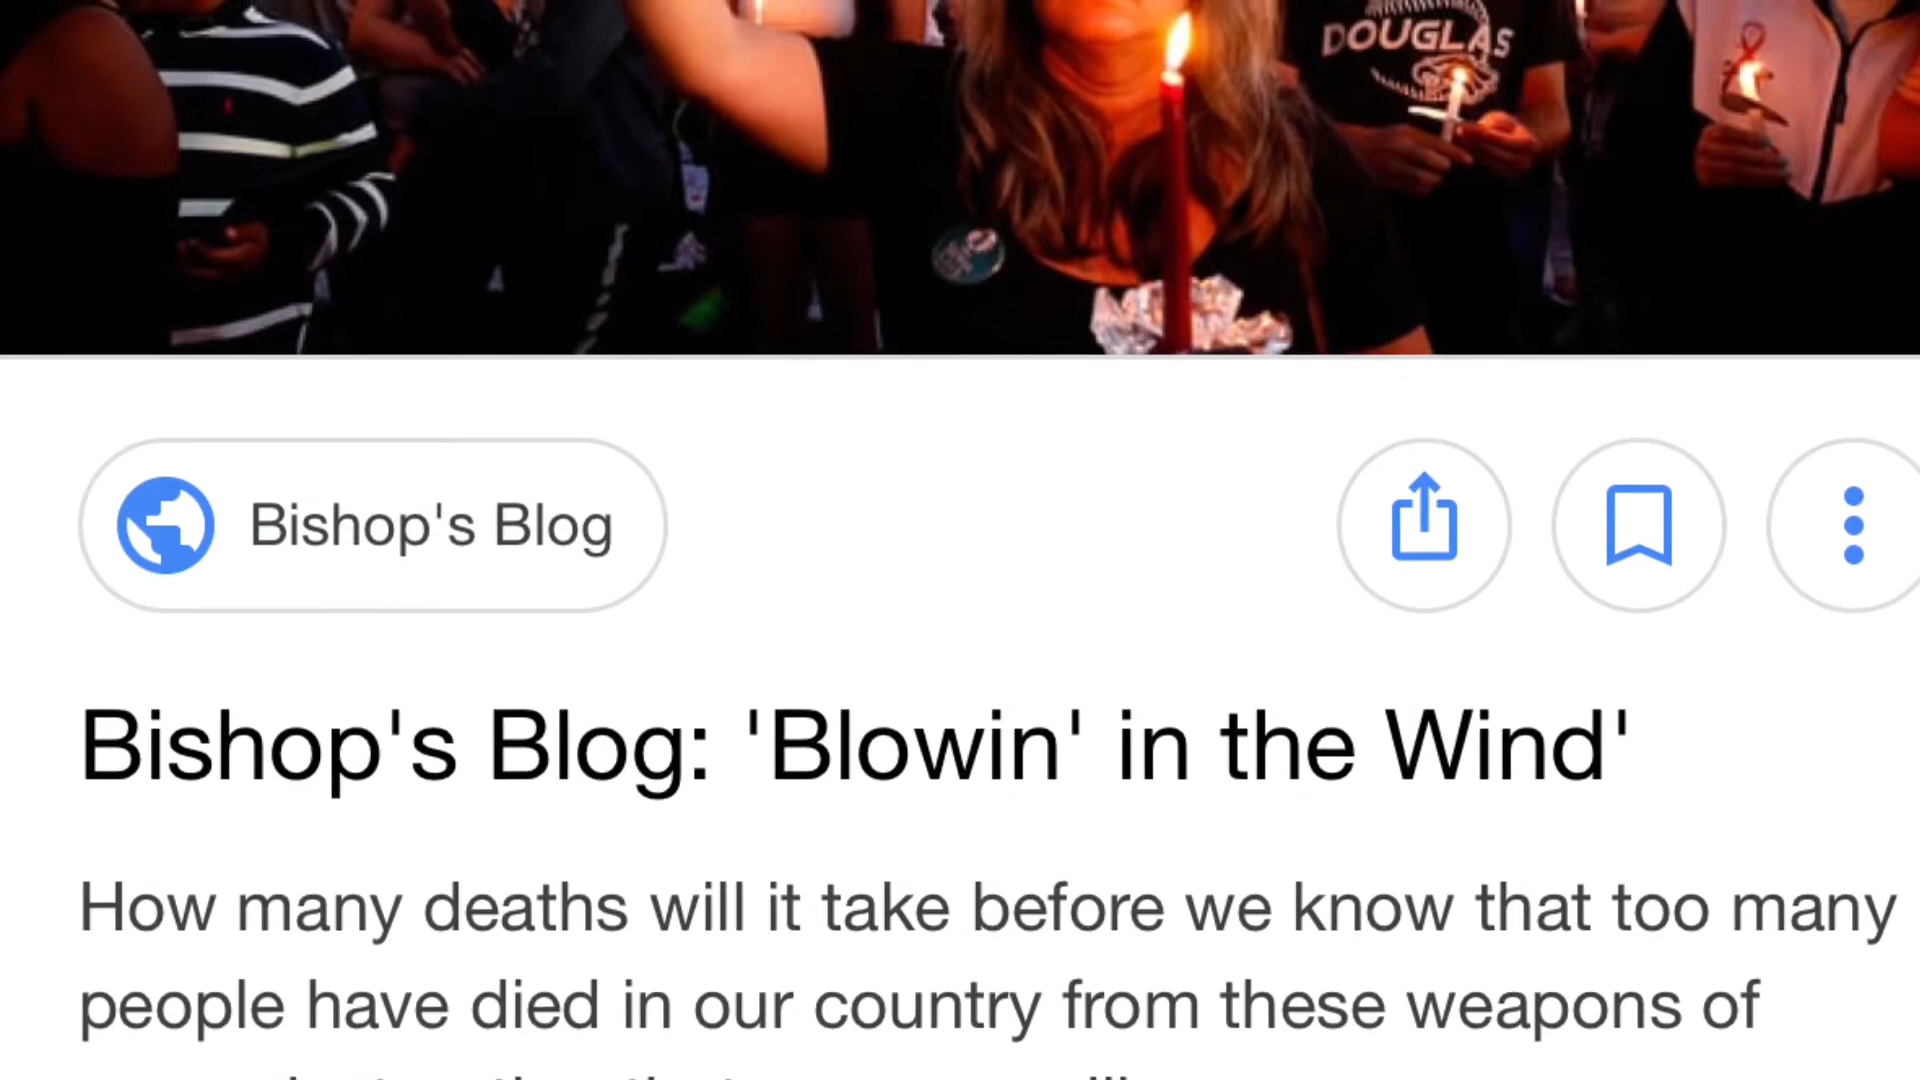 DOUGLAS
Bishop's Blog
Bishop's Blog: 'Blowin' in the Wind'
How many deaths will it take before we know that too many
people have died in our country from these weapons of